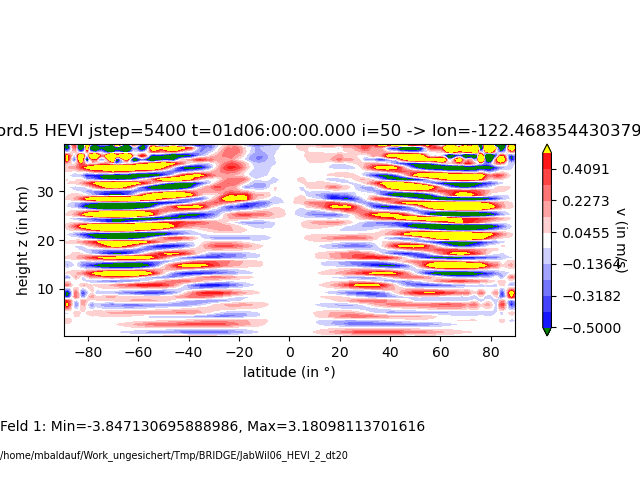 ord.5 HEVI jstep=5400 t=01d06:00:00.000 i=50 -> lon=-122.468354430379
height z (in km)
30
20
10
−80 −60 −40 −20 0 20 40 60 80
latitude (in °)
0.4091
0.2273
0.0455
−0.1364
−0.3182
−0.5000
v (in m/s)
Feld 1: Min=-3.847130695888986, Max=3.18098113701616
/home/mbaldauf/Work_ungesichert/Tmp/BRIDGE/JabWil06_HEVI_2_dt20